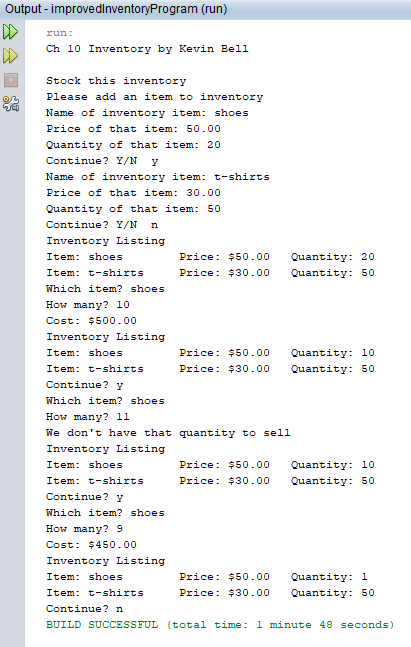 Output - improvedInventoryProgram (run)
run:
Ch 10 Inventory by Kevin Bell
Stock this inventory
Please add an item to inventory
Name of inventory item: shoes
Price of that item: 50.00
Quantity of that item: 20
Continue? Y/N  y
Name of inventory item: t-shirts
Price of that item: 30.00
Quantity of that item: 50
Continue? Y/N  n
Inventory Listing
Item: shoes        Price: $50.00   Quantity: 20
Item: t-shirts     Price: $30.00   Quantity: 50
Which item? shoes
How many? 10
Cost: $500.00
Inventory Listing
Item: shoes        Price: $50.00   Quantity: 10
Item: t-shirts     Price: $30.00   Quantity: 50
Continue? y
Which item? shoes
How many? 11
We don't have that quantity to sell
Inventory Listing
Item: shoes        Price: $50.00   Quantity: 10
Item: t-shirts     Price: $30.00   Quantity: 50
Continue? y
Which item? shoes
How many? 9
Cost: $450.00
Inventory Listing
Item: shoes        Price: $50.00   Quantity: 1
Item: t-shirts     Price: $30.00   Quantity: 50
Continue? n
BUILD SUCCESSFUL (total time: 1 minute 48 seconds)